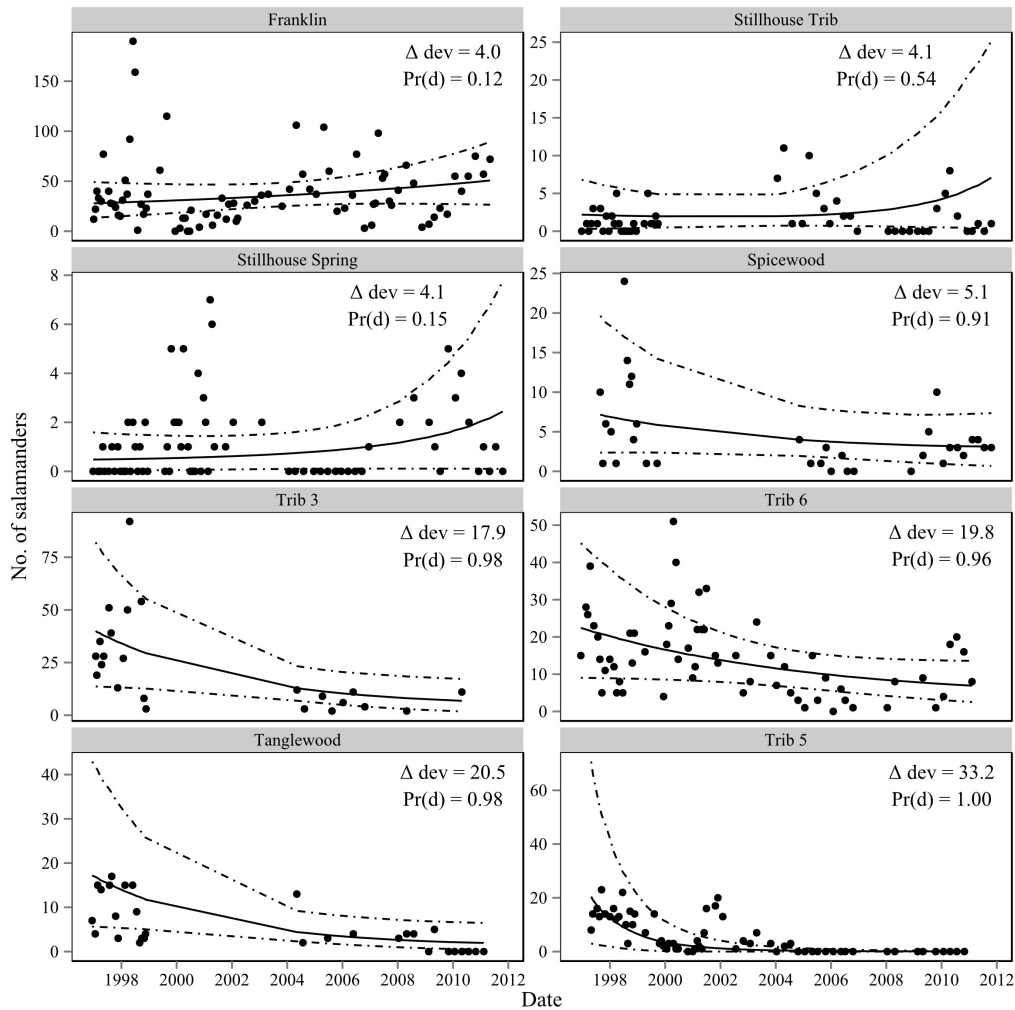 Franklin
Δ dev = 4.0
Pr(d) = 0.12
150
100
50
0
Stillhouse Trib
Δ dev = 4.1
Pr(d) = 0.54
25
20
15
10
5
0
Stillhouse Spring
Δ dev = 4.1
Pr(d) = 0.15
8
6
4
2
0
Spicewood
Δ dev = 5.1
Pr(d) = 0.91
25
20
15
10
5
0
No. of salamanders
Trib 3
Δ dev = 17.9
Pr(d) = 0.98
75
50
25
0
Trib 6
Δ dev = 19.8
Pr(d) = 0.96
50
40
30
20
10
0
Tanglewood
Δ dev = 20.5
Pr(d) = 0.98
40
30
20
10
0
1998 2000 2002 2004 2006 2008 2010 2012
Trib 5
Δ dev = 33.2
Pr(d) = 1.00
60
40
20
0
1998 2000 2002 2004 2006 2008 2010 2012
Date